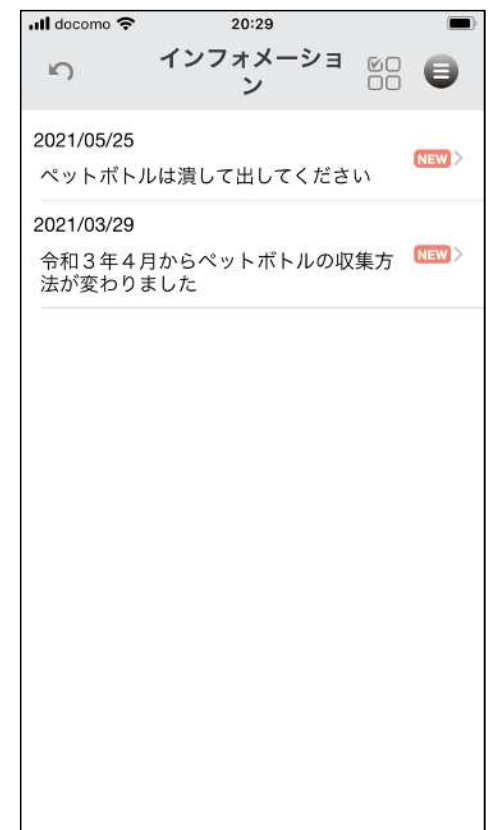 docomo 20:29
インフォメーショ
ン
2021/05/25
ペットボトルは潰して出してください
NEW
2021/03/29
令和３年４月からペットボトルの収集方
法が変わりました
NEW